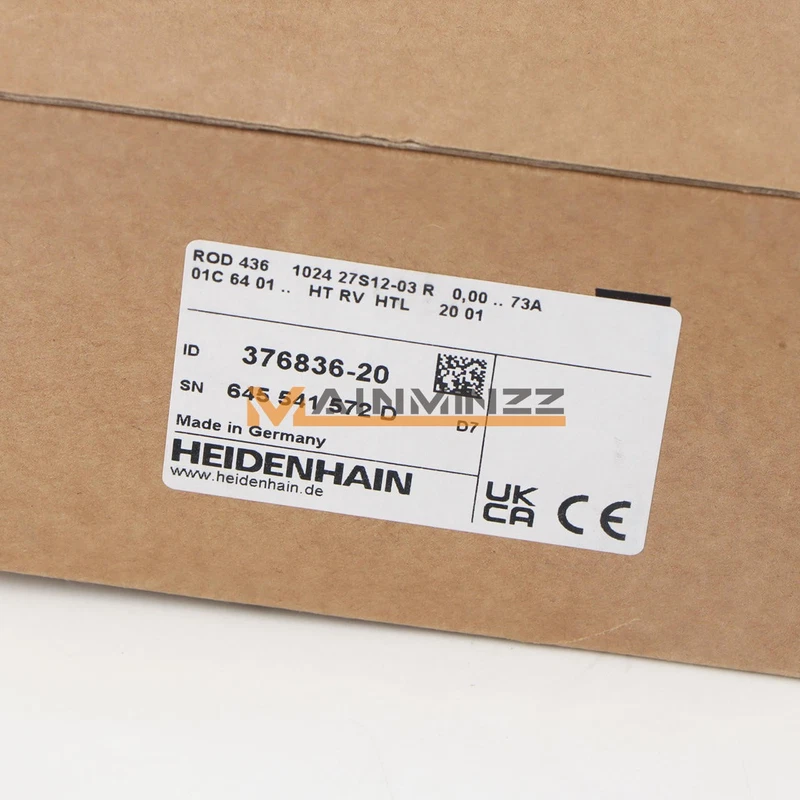 ROD 436 1024 27S12-03 R 0,00 .. 73A
01C 64 01 .. HT RV HTL 20 01
ID 376836-20
SN 645 541 572 D D7
MAINMINZZ
Made in Germany
HEIDENHAIN
www.heidenhain.de
UK
CA CE